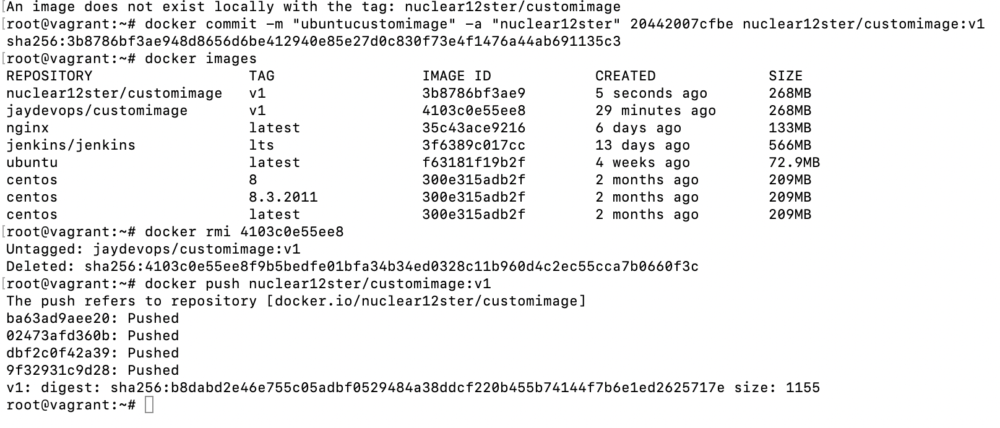 An image does not exist locally with the tag: nuclear12ster/customimage
[root@vagrant:~# docker commit -m "ubuntucustomimage" -a "nuclear12ster" 20442007cfbe nuclear12ster/customimage:v1
sha256:3b8786bf3ae948d8656d6be412940e85e27d0c830f73e4f1476a44ab691135c3
[root@vagrant:~# docker images
REPOSITORY TAG IMAGE ID CREATED SIZE
nuclear12ster/customimage v1 3b8786bf3ae9 5 seconds ago 268MB
jaydevops/customimage v1 4103c0e55ee8 29 minutes ago 268MB
nginx latest 35c43ace9216 6 days ago 133MB
jenkins/jenkins lts 3f6389c017cc 13 days ago 566MB
ubuntu latest f63181f19b2f 4 weeks ago 72.9MB
centos 8 300e315adb2f 2 months ago 209MB
centos 8.3.2011 300e315adb2f 2 months ago 209MB
centos latest 300e315adb2f 2 months ago 209MB
[root@vagrant:~# docker rmi 4103c0e55ee8
Untagged: jaydevops/customimage:v1
Deleted: sha256:4103c0e55ee8f9b5bedfe01bfa34b34ed0328c11b960d4c2ec55cca7b0660f3c
[root@vagrant:~# docker push nuclear12ster/customimage:v1
The push refers to repository [docker.io/nuclear12ster/customimage]
ba63ad9aee20: Pushed
02473afd360b: Pushed
dbf2c0f42a39: Pushed
9f32931c9d28: Pushed
v1: digest: sha256:b8dabd2e46e755c05adbf0529484a38ddcf220b455b74144f7b6e1ed2625717e size: 1155
root@vagrant:~#